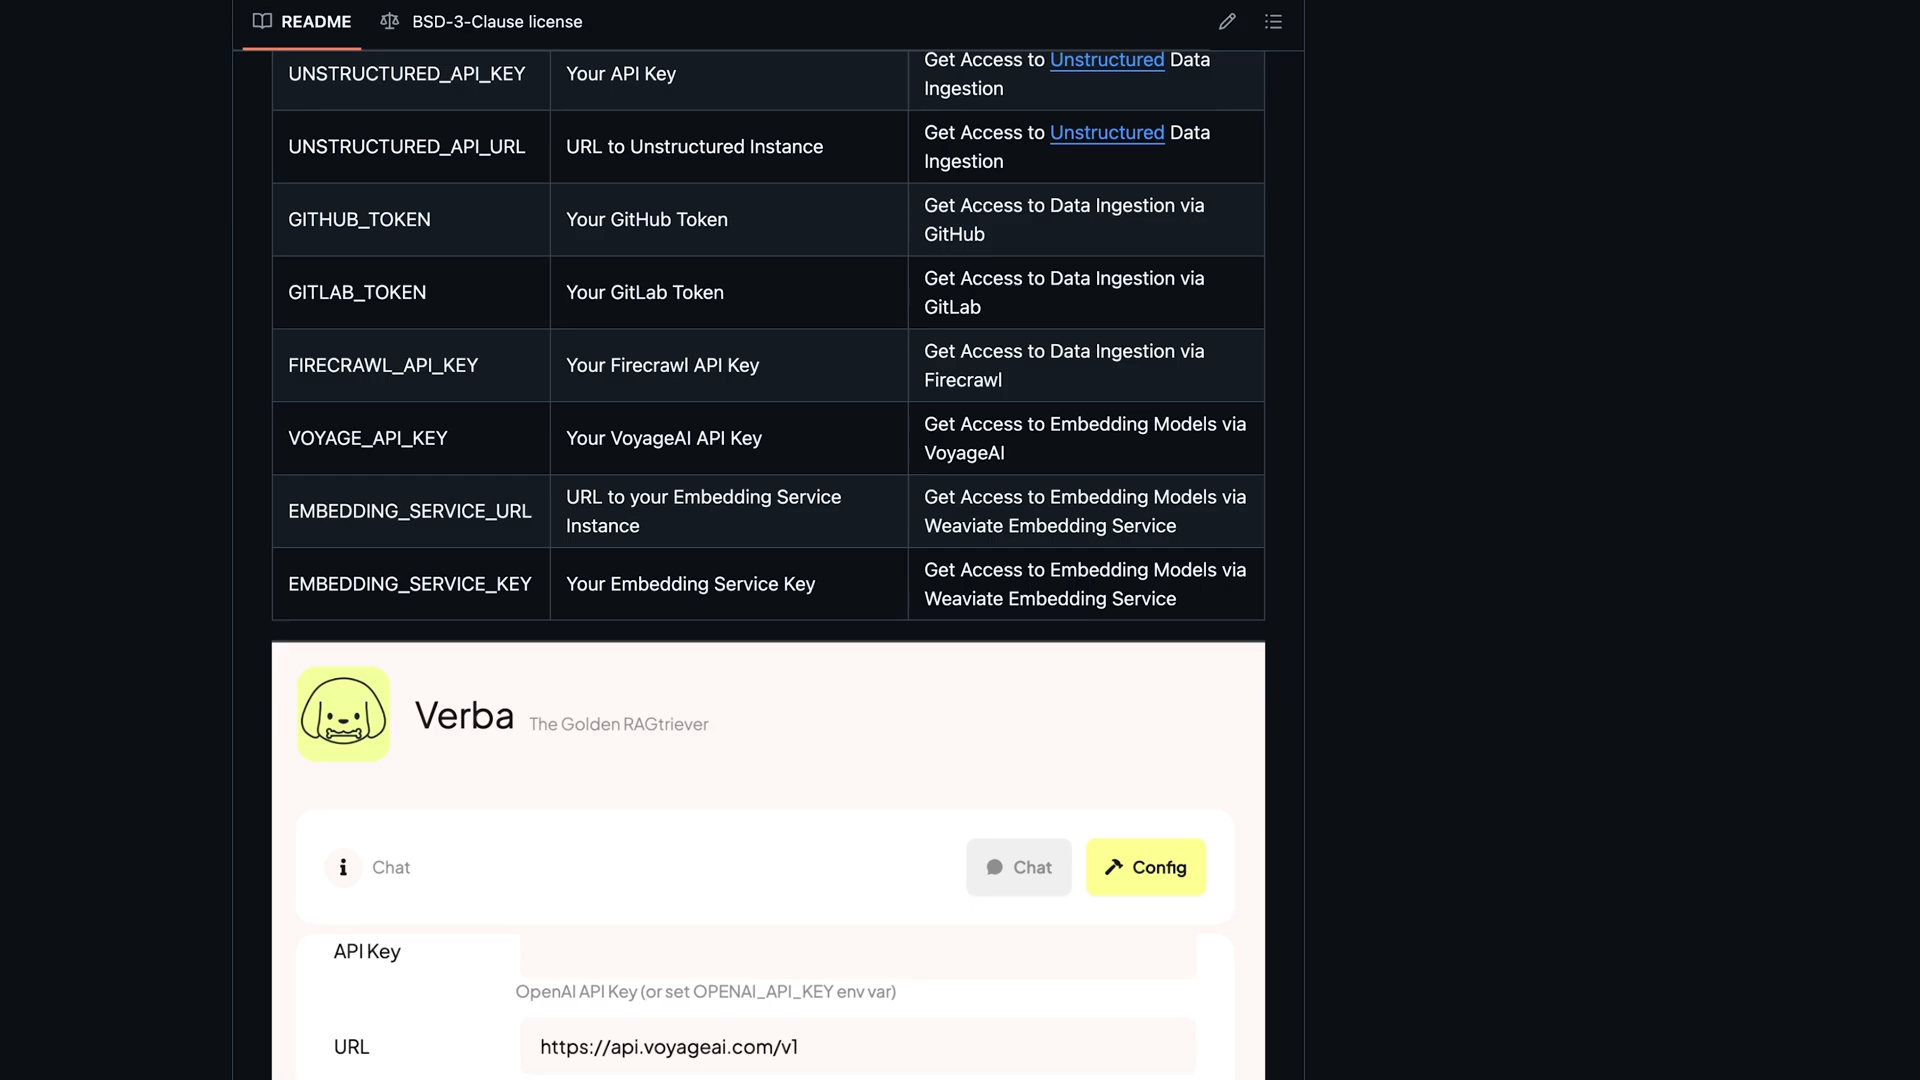 README
BSD-3-Clause license
UNSTRUCTURED_API_KEY
Your API Key
Get Access to Unstructured Data
Ingestion
UNSTRUCTURED_API_URL
URL to Unstructured Instance
Get Access to Unstructured Data
Ingestion
GITHUB_TOKEN
Your GitHub Token
Get Access to Data Ingestion via
GitHub
GITLAB_TOKEN
Your GitLab Token
Get Access to Data Ingestion via
GitLab
FIRECRAWL_API_KEY
Your Firecrawl API Key
Get Access to Data Ingestion via
Firecrawl
VOYAGE_API_KEY
Your VoyageAI API Key
Get Access to Embedding Models via
VoyageAI
EMBEDDING_SERVICE_URL
URL to your Embedding Service
Instance
Get Access to Embedding Models via
Weaviate Embedding Service
EMBEDDING_SERVICE_KEY
Your Embedding Service Key
Get Access to Embedding Models via
Weaviate Embedding Service
Verba
The Golden RAGtriever
Chat
Chat
Config
API Key
OpenAI API Key (or set OPENAI_API_KEY env var)
URL
https://api.voyageai.com/v1